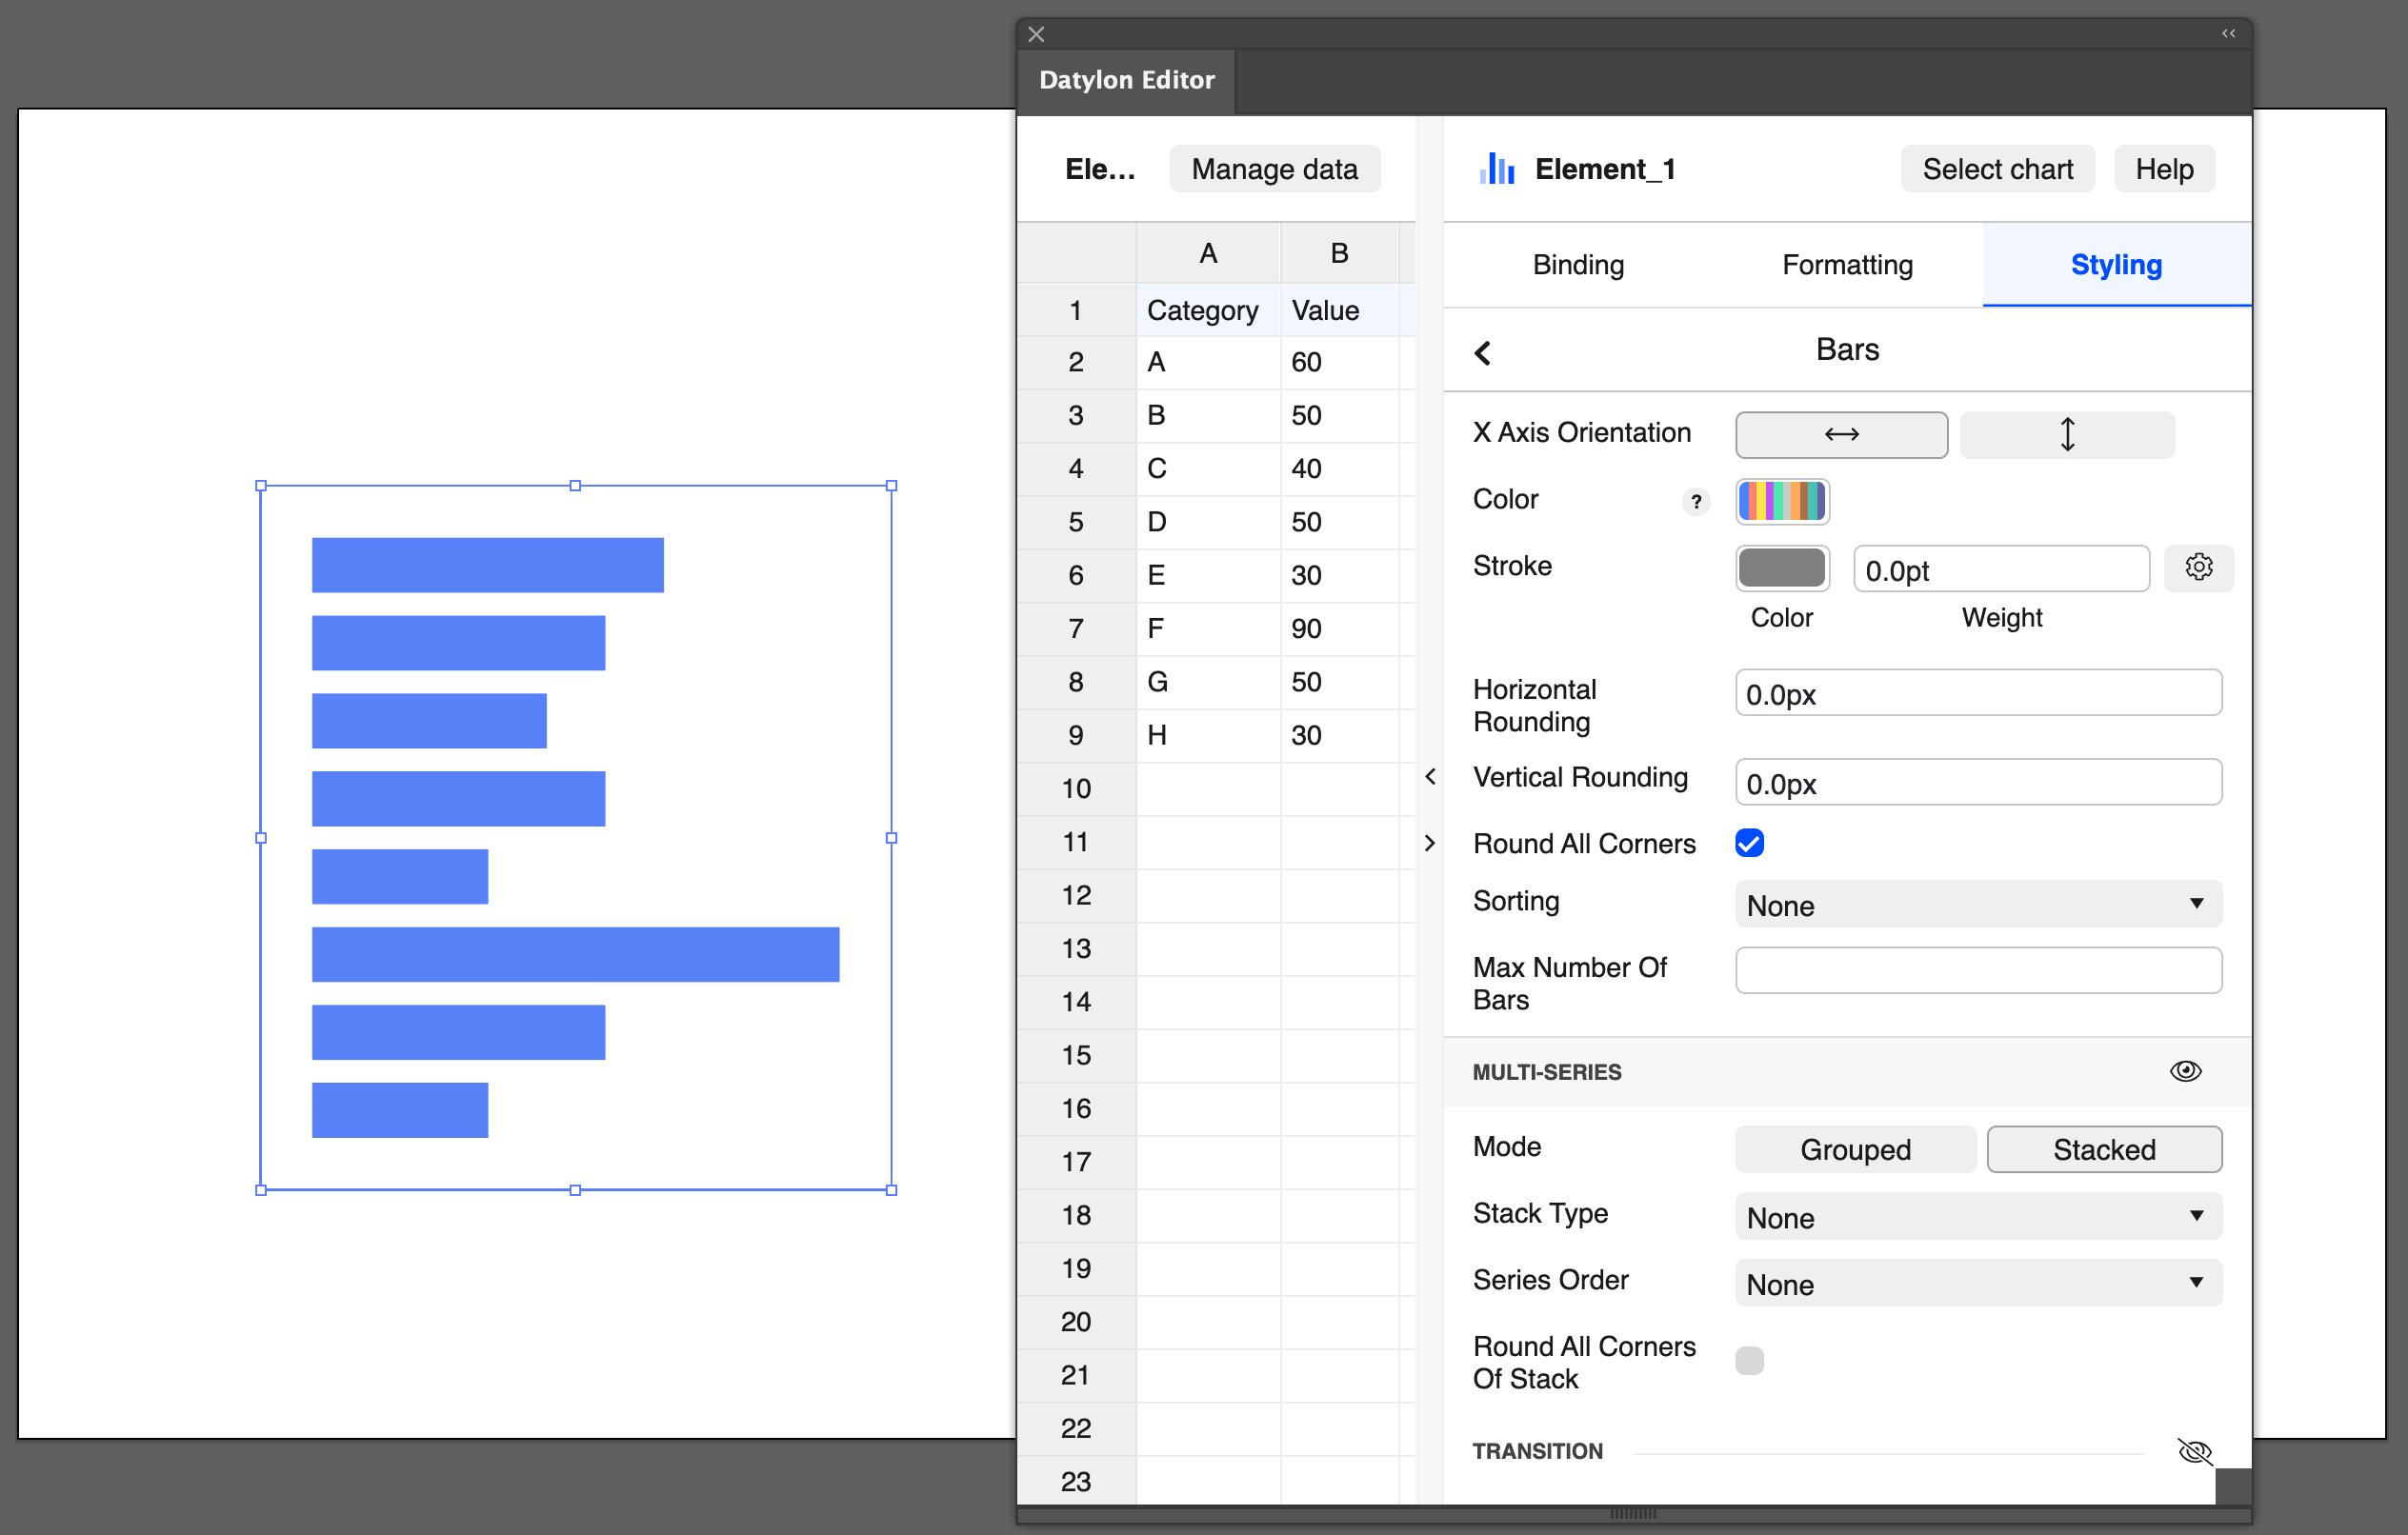 Datylon Editor
Ele... Manage data
A B
1 Category Value
2 A 60
3 B 50
4 C 40
5 D 50
6 E 30
7 F 90
8 G 50
9 H 30
10
11
12
13
14
15
16
17
18
19
20
21
22
23
Element_1 Select chart Help
Binding Formatting Styling
Bars
X Axis Orientation
Color ?
Stroke 0.0pt
Color Weight
Horizontal
Rounding
0.0px
Vertical Rounding 0.0px
Round All Corners
Sorting None
Max Number Of
Bars
MULTI-SERIES
Mode Grouped Stacked
Stack Type None
Series Order None
Round All Corners
Of Stack
TRANSITION